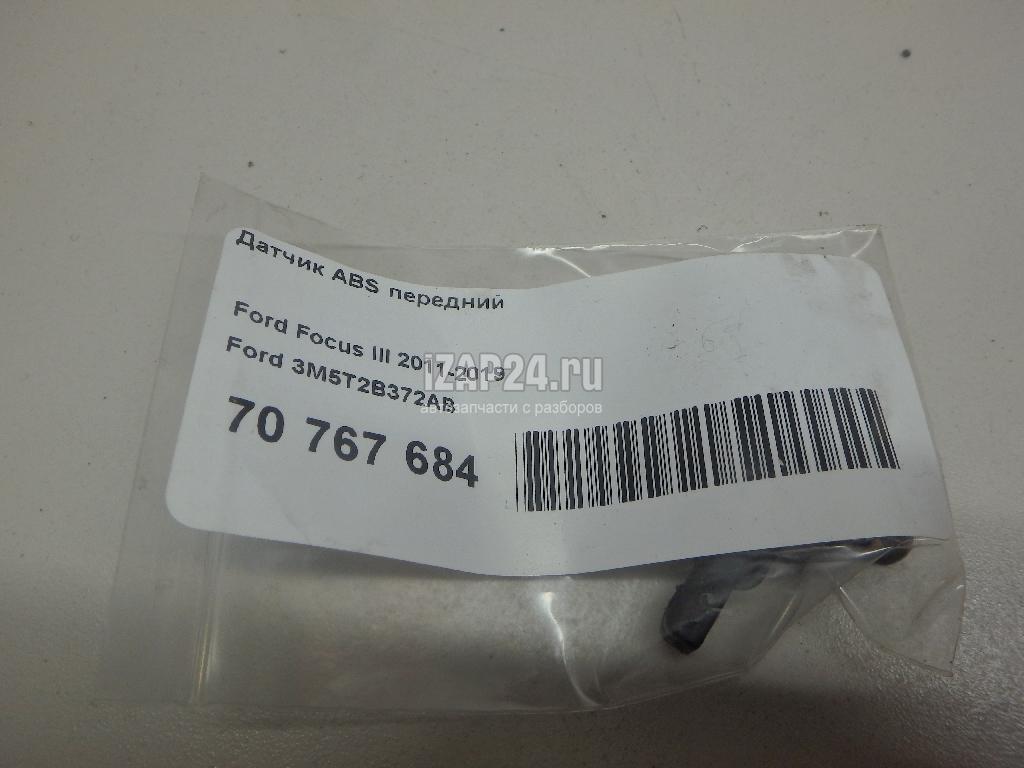 Датчик ABS передний
Ford Focus III 2011-2019
Ford 3M5T2B372AB
70 767 684
iZAP24.ru
автозапчасти с разборов